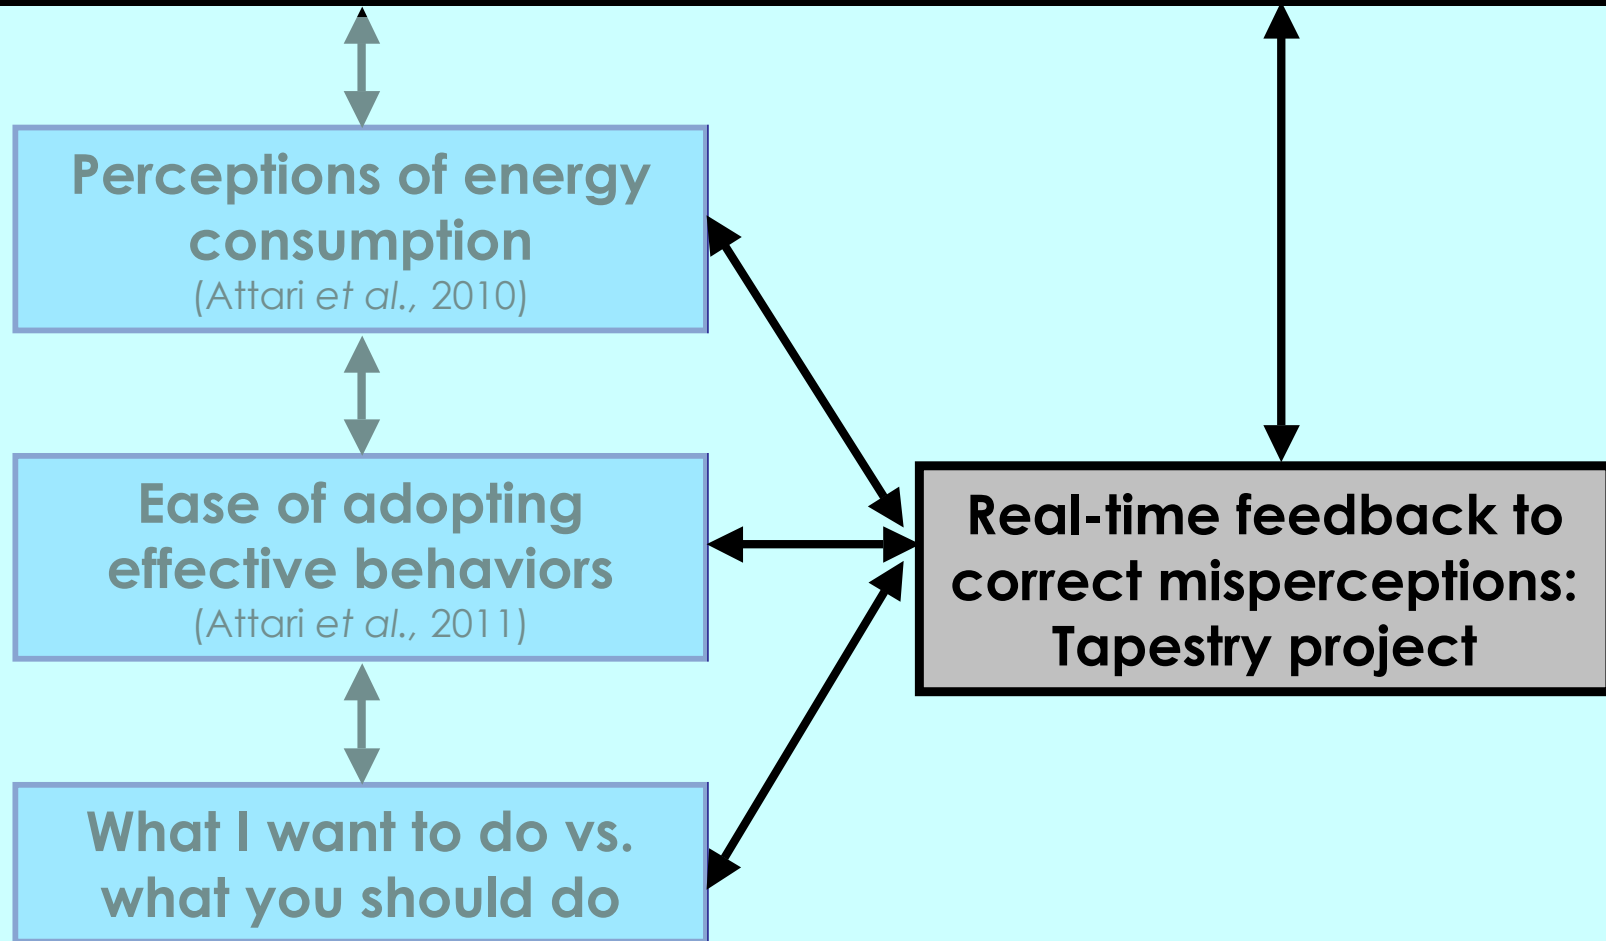 Perceptions of energy
consumption
(Attari et al., 2010)
Ease of adopting
effective behaviors
(Attari et al., 2011)
What I want to do vs.
what you should do
Real-time feedback to
correct misperceptions:
Tapestry project